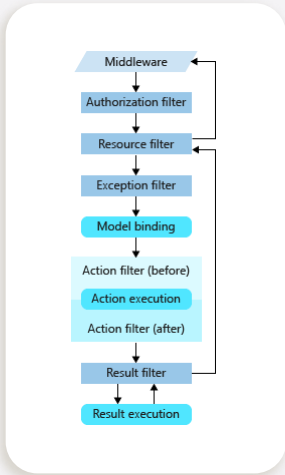 Middleware
Authorization filter
Resource filter
Exception filter
Model binding
Action filter (before)
Action execution
Action filter (after)
Result filter
Result execution